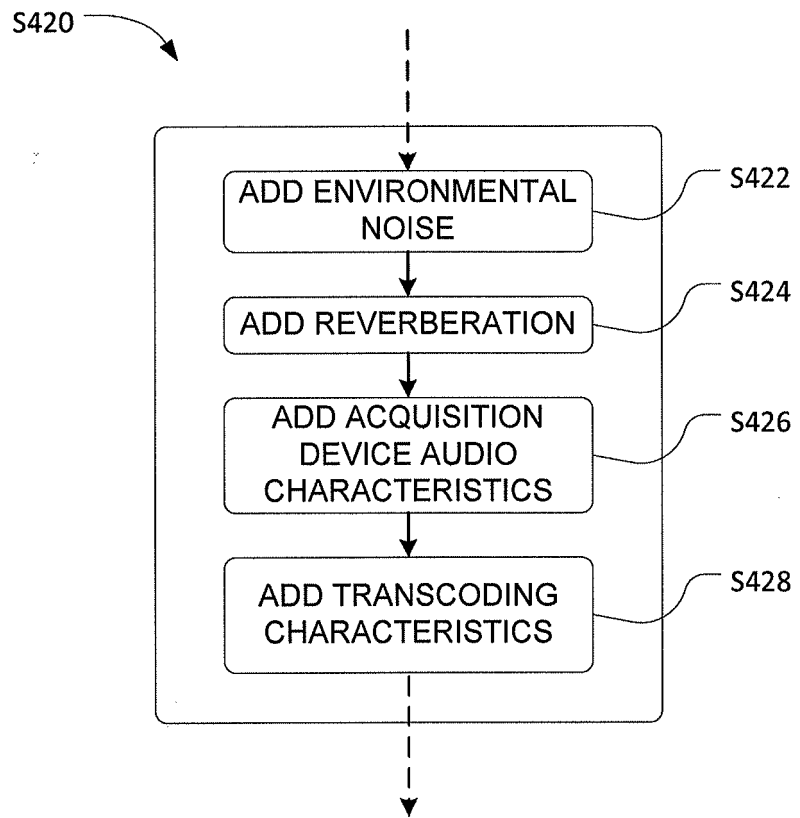 S420
ADD ENVIRONMENTAL
NOISE
S422
ADD REVERBERATION
S424
ADD ACQUISITION
DEVICE AUDIO
CHARACTERISTICS
S426
ADD TRANSCODING
CHARACTERISTICS
S428